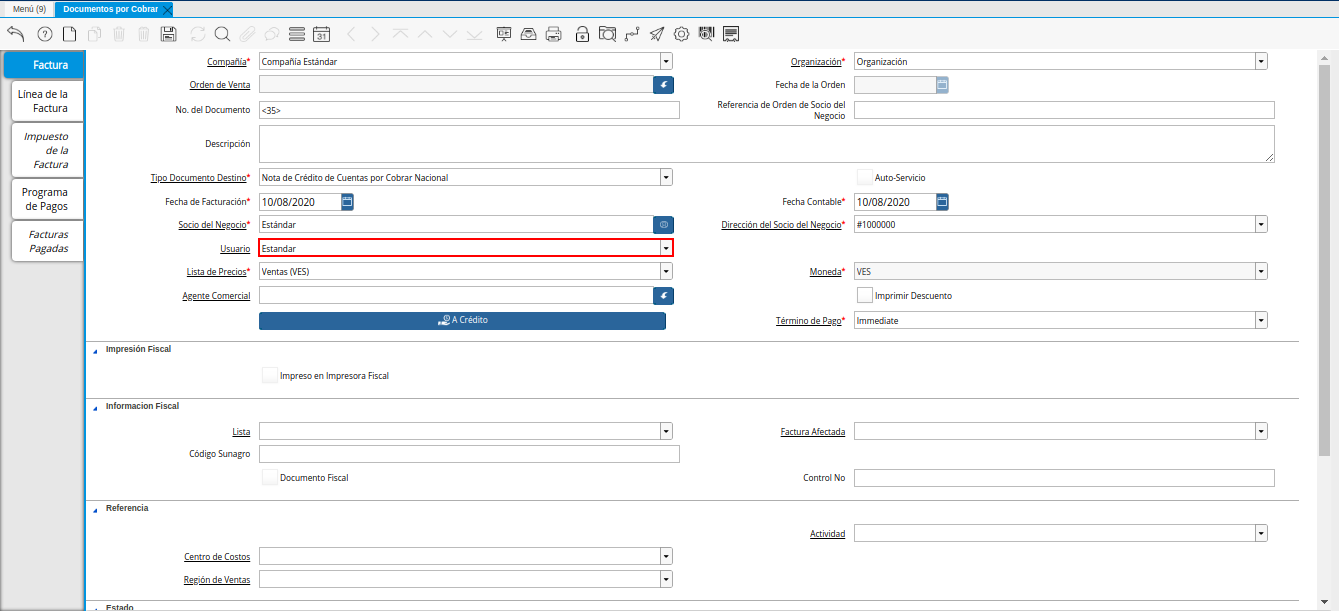 Menú (9) Documentos por Cobrar
31
Factura
Línea de la
Factura
Impuesto
de la
Factura
Programa
de Pagos
Facturas
Pagadas
Compañía* Compañía Estándar Organización* Organización
Orden de Venta Fecha de la Orden
No. del Documento <35> Referencia de Orden de Socio del
Negocio
Descripción
Tipo Documento Destino* Nota de Crédito de Cuentas por Cobrar Nacional Auto-Servicio
Fecha de Facturación* 10/08/2020 Fecha Contable* 10/08/2020
Socio del Negocio* Estándar Dirección del Socio del Negocio* #1000000
Usuario Estandar
Lista de Precios* Ventas (VES) Moneda* VES
Agente Comercial Imprimir Descuento
A Crédito Término de Pago* Immediate
Impresión Fiscal
Impreso en Impresora Fiscal
Informacion Fiscal
Lista Factura Afectada
Código Sunagro
Documento Fiscal Control No
Referencia
Actividad
Centro de Costos
Región de Ventas
Estado